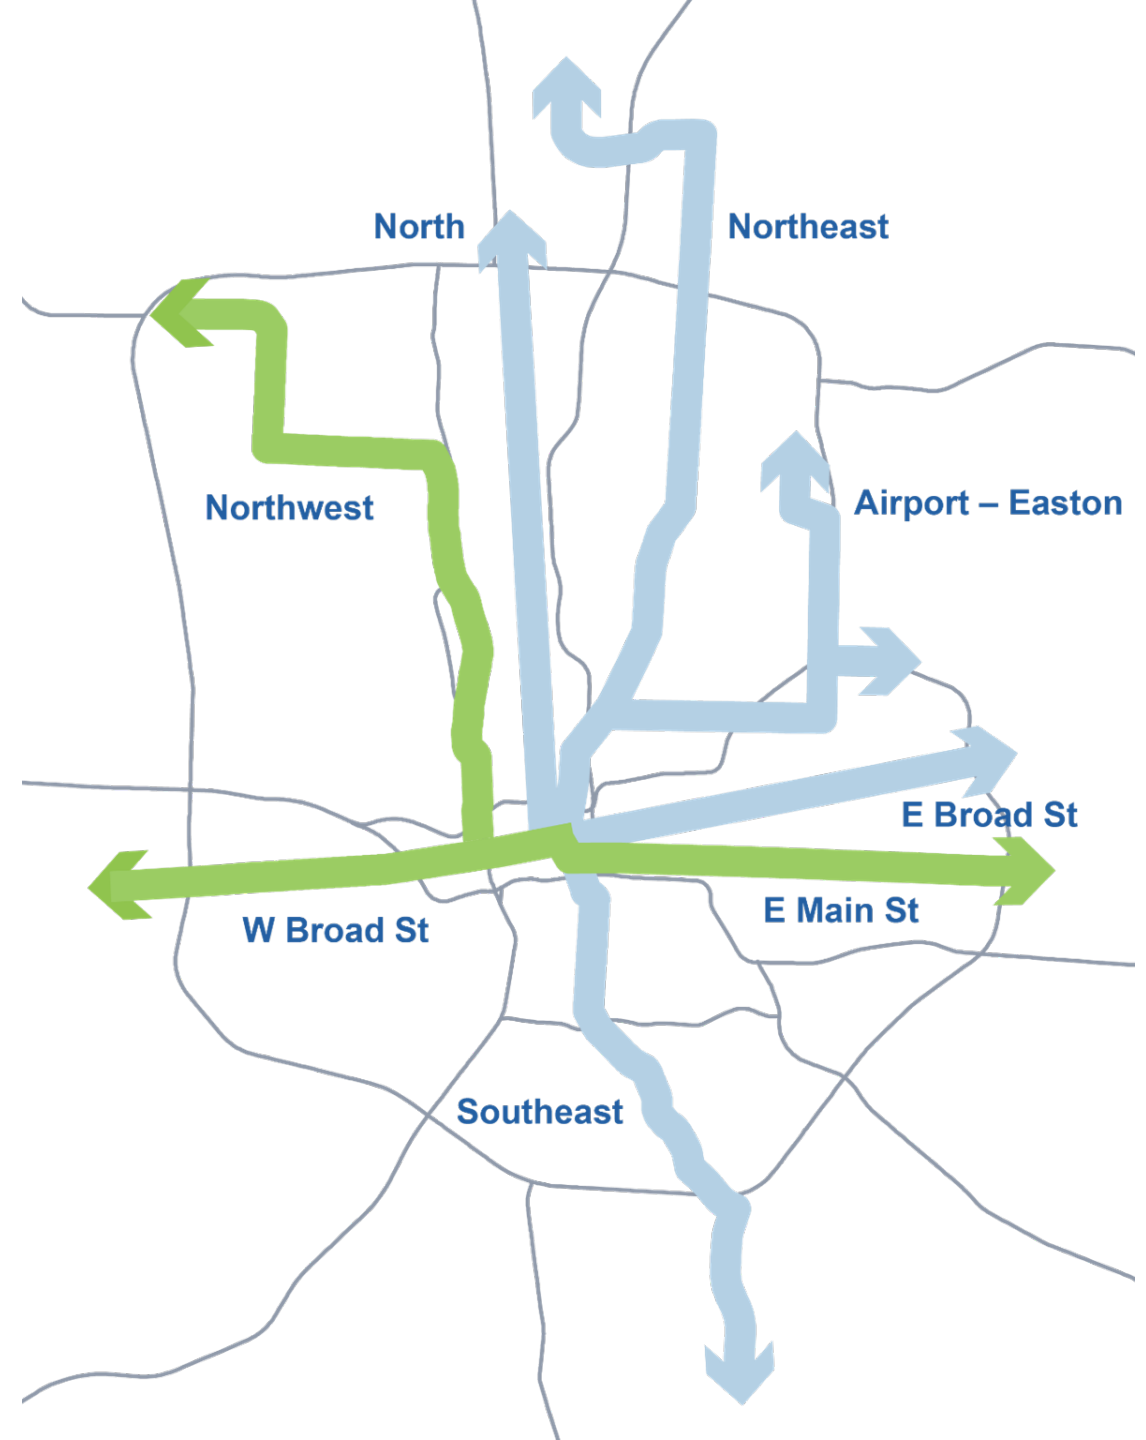 North
Northeast
Northwest
Airport – Easton
E Broad St
E Main St
W Broad St
Southeast